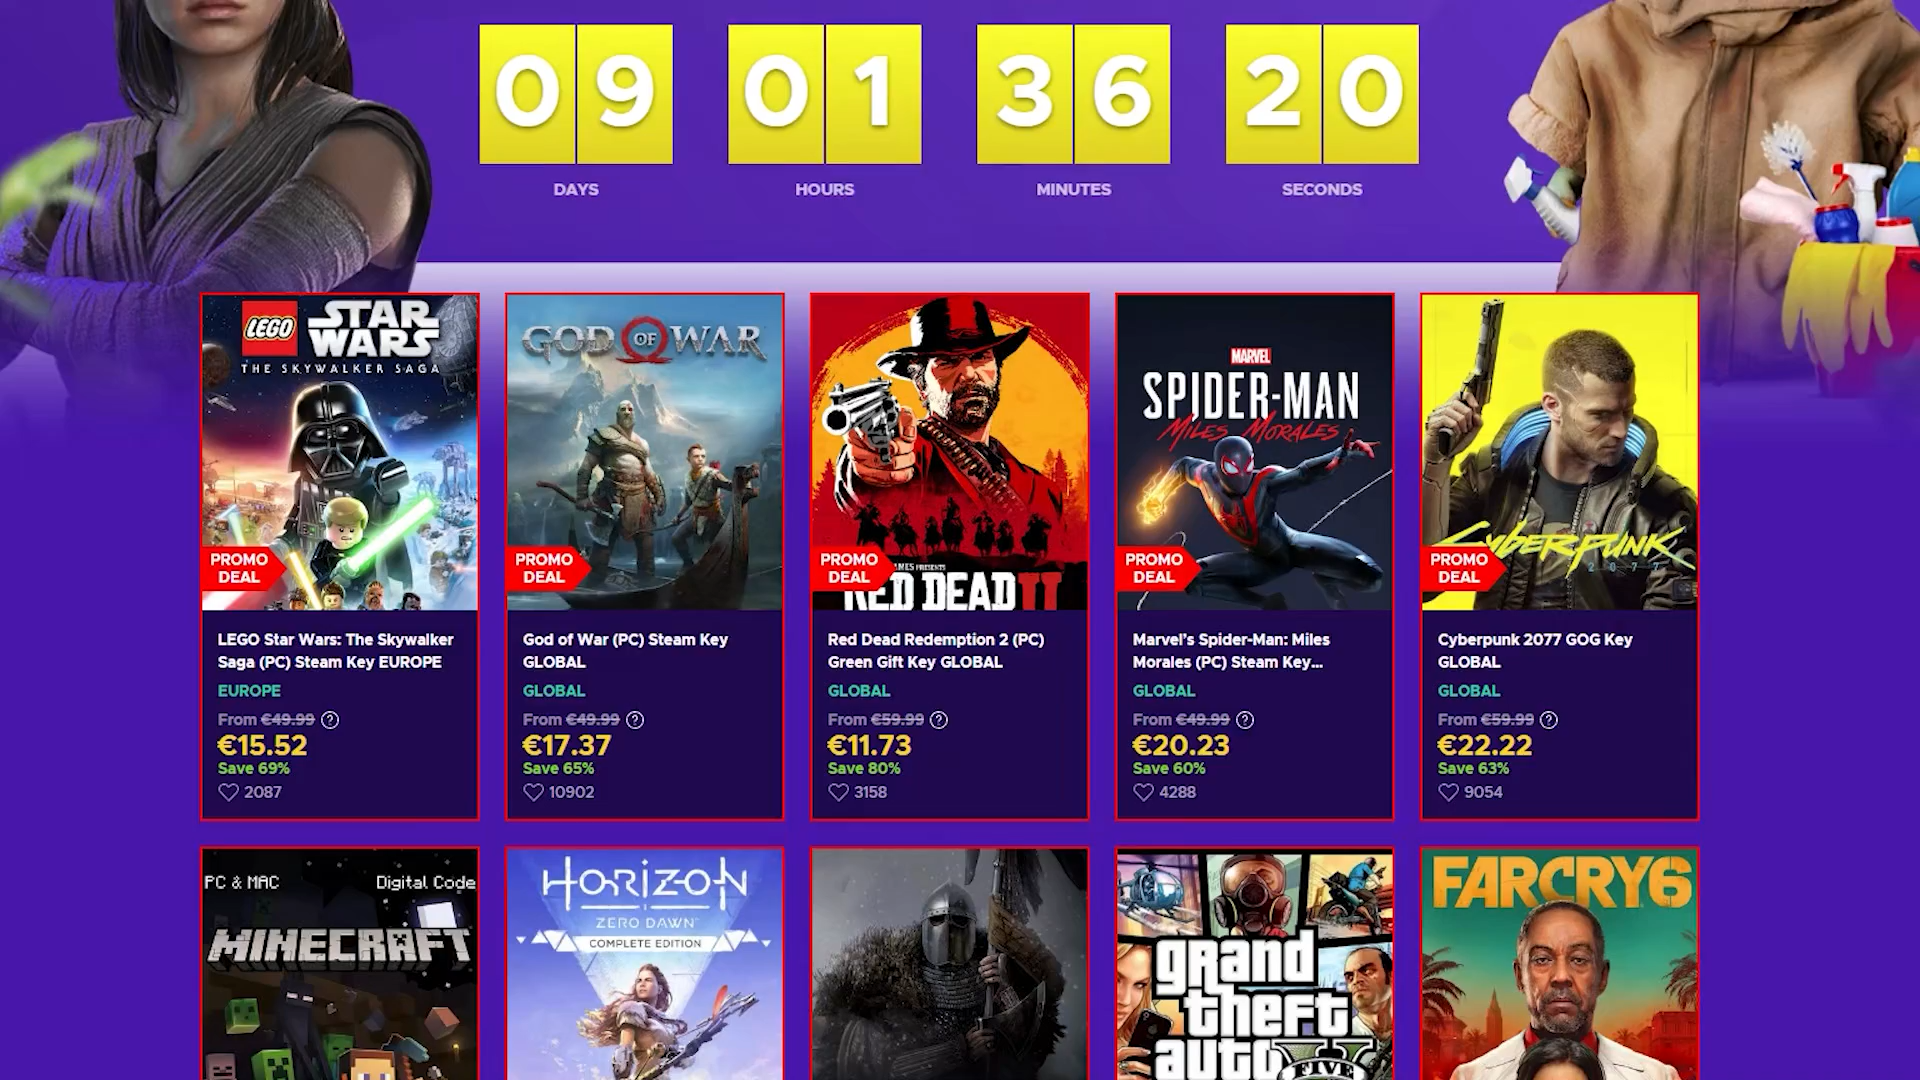 09 01 36 20
DAYS HOURS MINUTES SECONDS
LEGO STAR WARS
THE SKYWALKER SAGA
PROMO DEAL
LEGO Star Wars: The Skywalker
Saga (PC) Steam Key EUROPE
EUROPE
From €49.99 ?
€15.52
Save 69%
2087
GOD OF WAR
PROMO DEAL
God of War (PC) Steam Key
GLOBAL
GLOBAL
From €49.99 ?
€17.37
Save 65%
10902
PROMO DEAL
AMES PRESENTS
RED DEAD II
Red Dead Redemption 2 (PC)
Green Gift Key GLOBAL
GLOBAL
From €59.99 ?
€11.73
Save 80%
3158
MARVEL
SPIDER-MAN
MILES MORALES
PROMO DEAL
Marvel's Spider-Man: Miles
Morales (PC) Steam Key...
GLOBAL
From €49.99 ?
€20.23
Save 60%
4288
CYBERPUNK
2077
PROMO DEAL
Cyberpunk 2077 GOG Key
GLOBAL
GLOBAL
From €59.99 ?
€22.22
Save 63%
9054
PC & MAC Digital Code
MINECRAFT
HORIZON
ZERO DAWN
COMPLETE EDITION
grand
theft
auto V
FIVE
FARCRY6